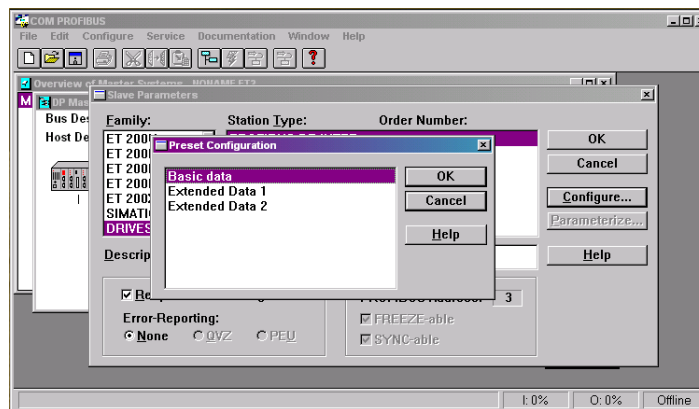 COM PROFIBUS
File Edit Configure Service Documentation Window Help
Overview of Master Systems NONAME.ET2
M DP Mas
Slave Parameters
Bus Des
Host De
Family: Station Type: Order Number:
ET 200
ET 200
ET 200
ET 200
ET 200
SIMATI
DRIVES
OK
Cancel
Configure...
Parameterize...
Help
Preset Configuration
Basic data
Extended Data 1
Extended Data 2
OK
Cancel
Help
Descrip
3
Error-Reporting:
None QVZ PEU
FREEZE-able
SYNC-able
I: 0% O: 0% Offline